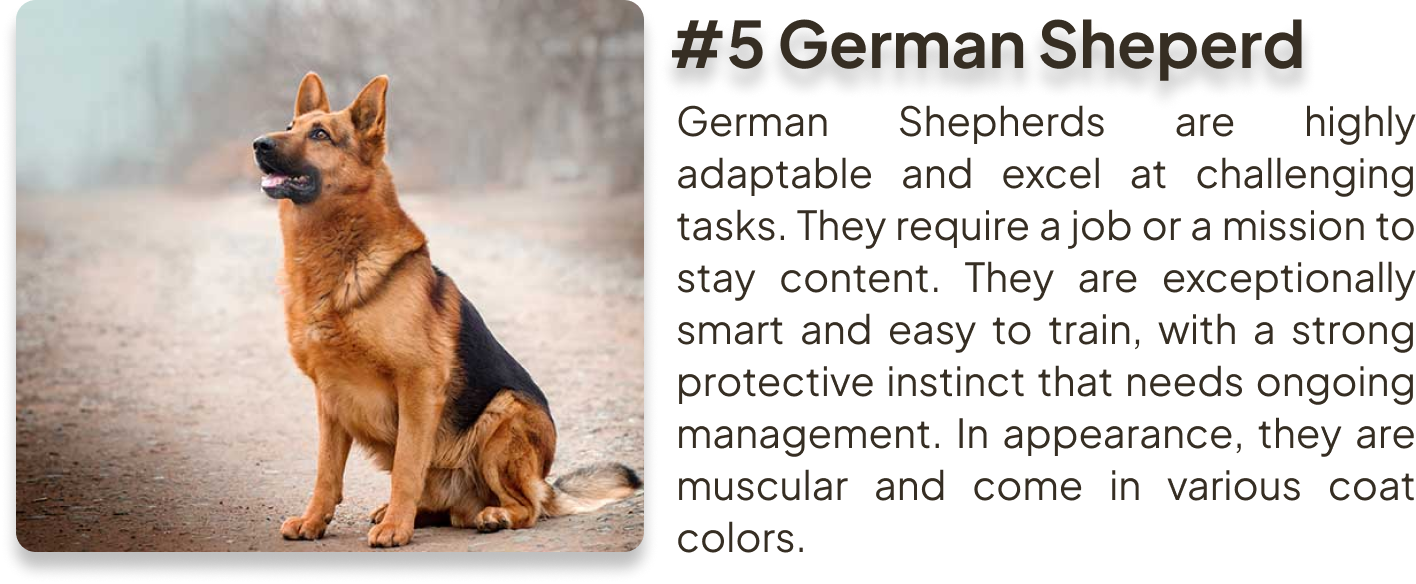 #5 German Sheperd
German Shepherds are highly
adaptable and excel at challenging
tasks. They require a job or a mission to
stay content. They are exceptionally
smart and easy to train, with a strong
protective instinct that needs ongoing
management. In appearance, they are
muscular and come in various coat
colors.